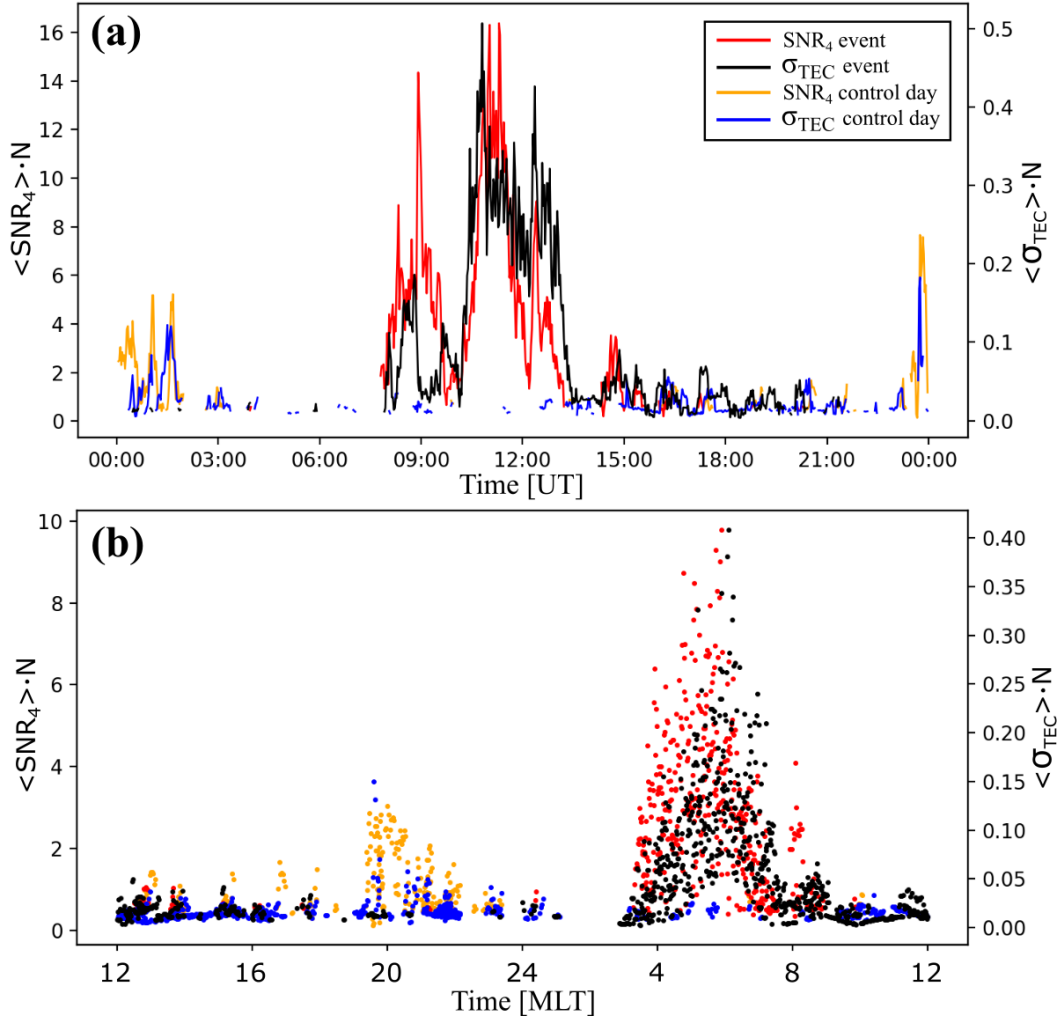 (a)
SNR₄ event
σTEC event
SNR₄ control day
σTEC control day
<SNR₄>·N
16
14
12
10
8
6
4
2
0
<σTEC>·N
0.5
0.4
0.3
0.2
0.1
0.0
00:00 03:00 06:00 09:00 12:00 15:00 18:00 21:00 00:00
Time [UT]
(b)
<SNR₄>·N
10
8
6
4
2
0
<σTEC>·N
0.40
0.35
0.30
0.25
0.20
0.15
0.10
0.05
0.00
12 16 20 24 4 8 12
Time [MLT]